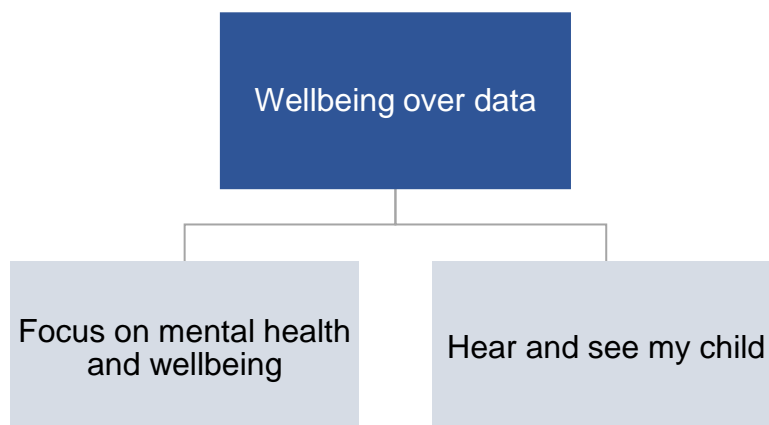 Wellbeing over data
Focus on mental health
and wellbeing
Hear and see my child